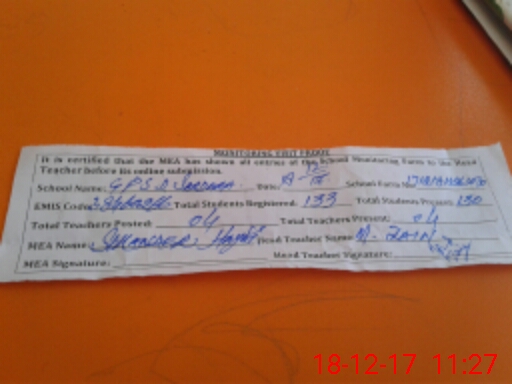 MONITORING VISIT PROOF
It is certified that the MEA has shown all entries of the School Monitoring Form to the Head
Teacher before its online submission.
School Name: GPS Date: School Form No
EMIS Code: Total Students Registered: 133 Total Students Present: 130
Total Teachers Posted: 04 Total Teachers Present: 04
MEA Name: Head Teacher Name: M. ZAIN
MEA Signature: Head Teacher Signature:
18-12-17 11:27